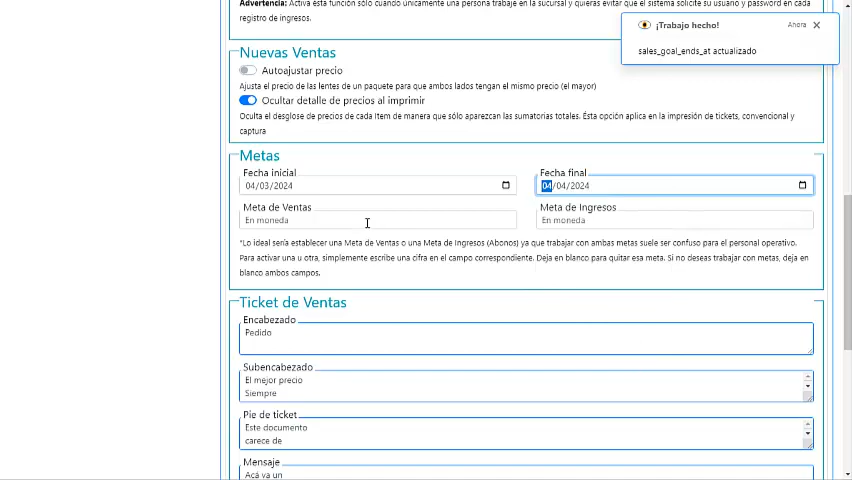 Advertencia: Activa esta función sólo cuando únicamente una persona trabaje en la sucursal y quieras evitar que el sistema solicite su usuario y password en cada
registro de ingresos.
¡Trabajo hecho!
Ahora
sales_goal_ends_at actualizado
Nuevas Ventas
Autoajustar precio
Ajusta el precio de las lentes de un paquete para que ambos lados tengan el mismo precio (el mayor)
Ocultar detalle de precios al imprimir
Oculta el desglose de precios de cada Item de manera que sólo aparezcan las sumatorias totales. Ésta opción aplica en la impresión de tickets, convencional y
captura
Metas
Fecha inicial
04/03/2024
Fecha final
04/04/2024
Meta de Ventas
En moneda
Meta de Ingresos
En moneda
*Lo ideal sería establecer una Meta de Ventas o una Meta de Ingresos (Abonos) ya que trabajar con ambas metas suele ser confuso para el personal operativo.
Para activar una u otra, simplemente escribe una cifra en el campo correspondiente. Deja en blanco para quitar esa meta. Si no deseas trabajar con metas, deja en
blanco ambos campos.
Ticket de Ventas
Encabezado
Pedido
Subencabezado
El mejor precio
Siempre
Pie de ticket
Este documento
carece de
Mensaje
Acá va un